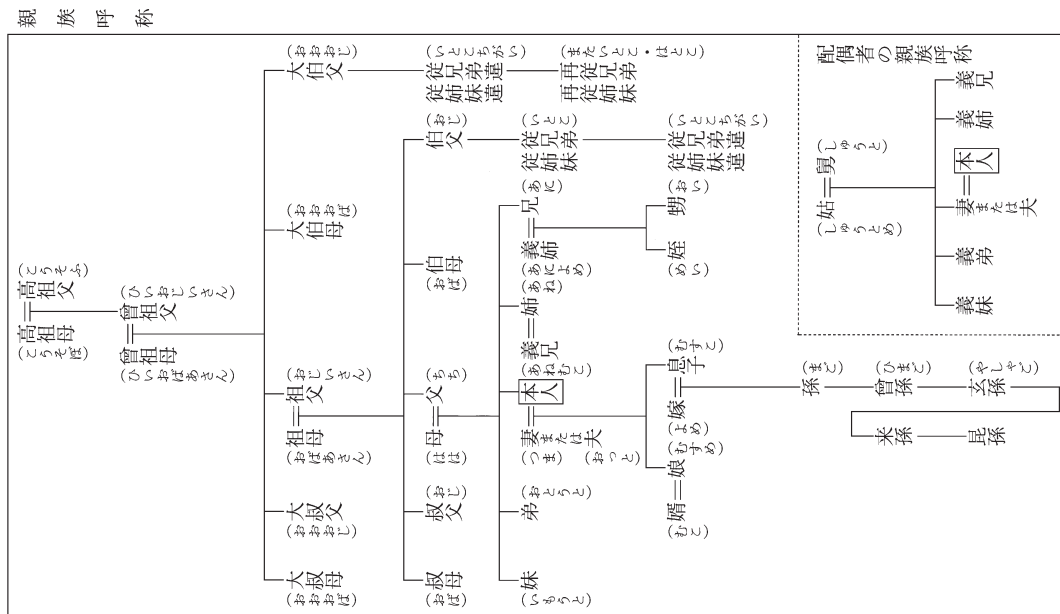 親族呼称
(こうそふ)
高祖父
高祖母
(こうそぼ)
(ひいおじいさん)
曾祖父
曾祖母
(ひいおばあさん)
(おおおじ)
大伯父
(いとこちがい)
従兄弟違
従姉妹違
(またいとこ・はとこ)
再従兄弟
再従姉妹
(おおおば)
大伯母
(おじいさん)
祖父
祖母
(おばあさん)
大叔父
(おおおじ)
大叔母
(おおおば)
(おじ)
伯父
(いとこ)
従兄弟
従姉妹
(いとこちがい)
従兄弟違
従姉妹違
伯母
(おば)
(ちち)
父
母
(はは)
(おじ)
叔父
叔母
(おば)
(あに)
兄
義姉
(あによめ)
(おい)
甥
姪
(めい)
(あね)
姉
義兄
(あねむこ)
本人
妻または夫
(つま)
(おっと)
(おとうと)
弟
妹
(いもうと)
(むすこ)
息子
嫁
(よめ)
(むすめ)
娘
婿
(むこ)
(まご)
孫
(ひまご)
曾孫
(やしゃご)
玄孫
来孫
昆孫
配偶者の親族呼称
(しゅうと)
舅
姑
(しゅうとめ)
義兄
義姉
本人
妻または夫
義弟
義妹